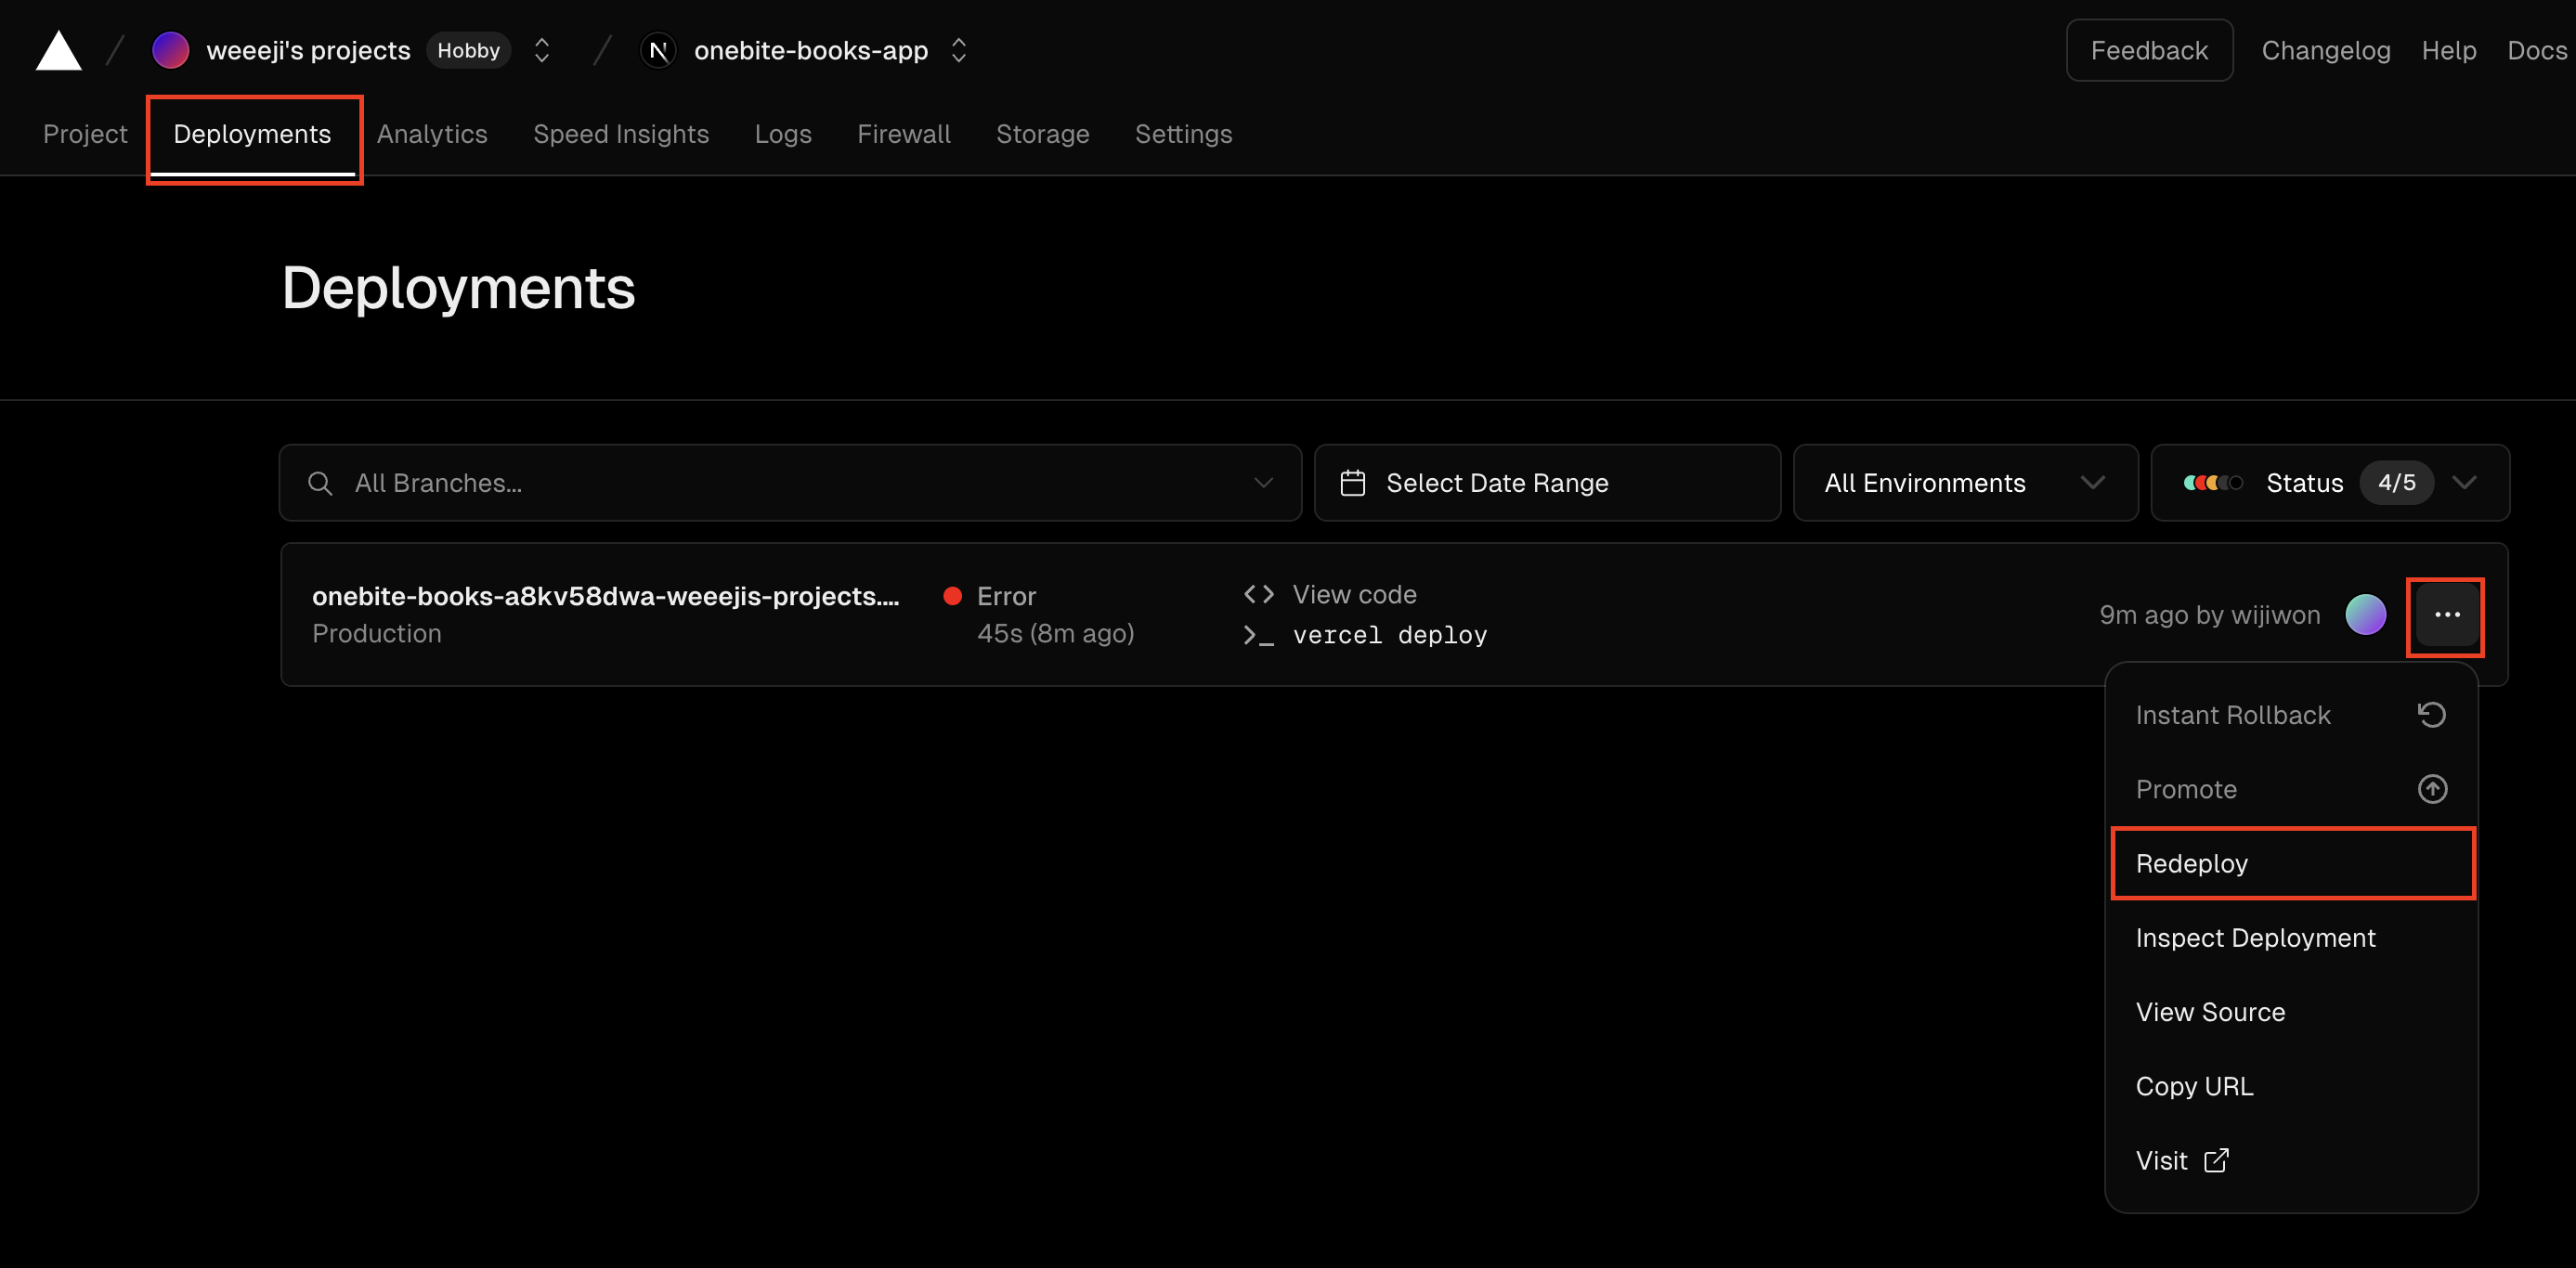 weeeji's projects Hobby onebite-books-app Feedback Changelog Help Docs
Project Deployments Analytics Speed Insights Logs Firewall Storage Settings
Deployments
All Branches... Select Date Range All Environments Status 4/5
onebite-books-a8kv58dwa-weeejis-projects.... Error View code
Production 45s (8m ago) vercel deploy 9m ago by wijiwon
Instant Rollback
Promote
Redeploy
Inspect Deployment
View Source
Copy URL
Visit